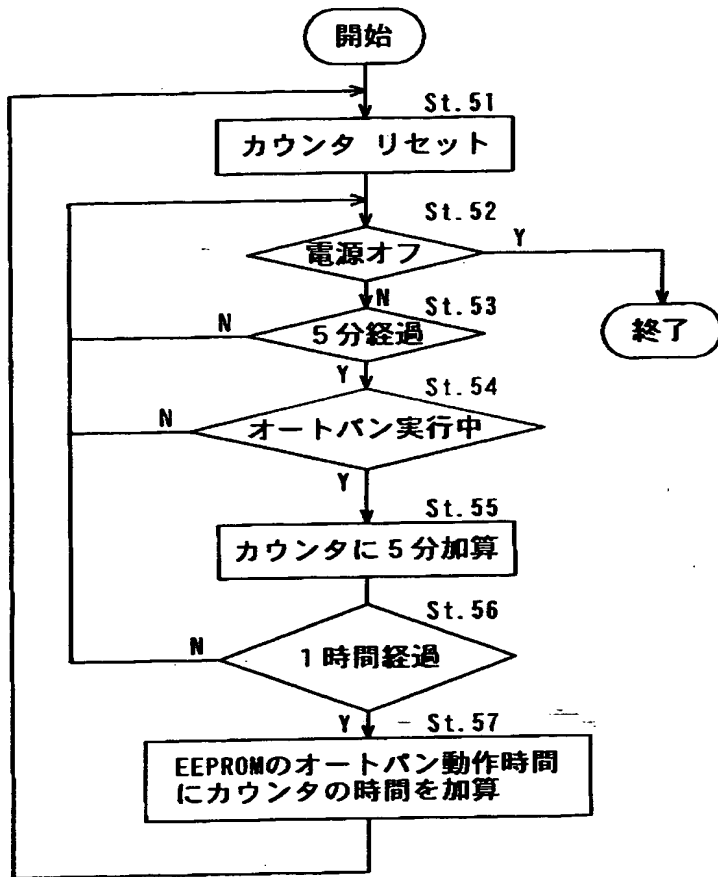 開始
St.51
カウンタ リセット
St.52
電源オフ
Y
N
St.53
N
5分経過
終了
Y
St.54
N
オートパン実行中
Y
St.55
カウンタに5分加算
St.56
N
1時間経過
Y
St.57
EEPROMのオートパン動作時間
にカウンタの時間を加算